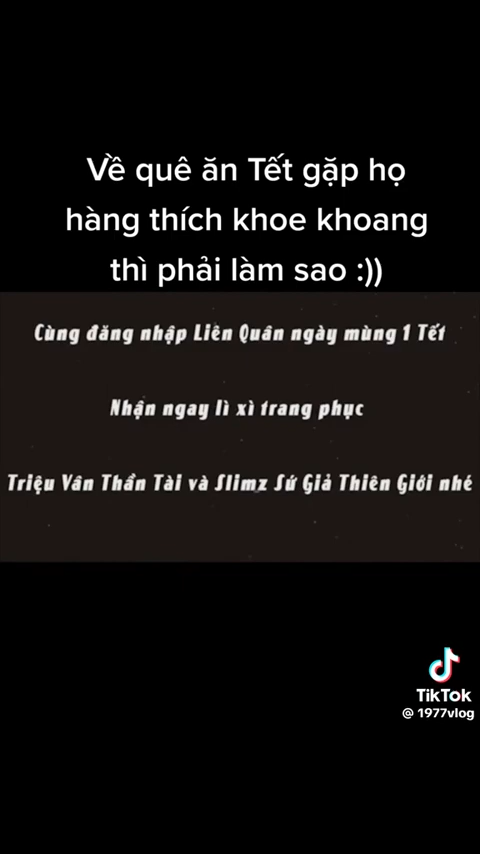 Về quê ăn Tết gặp họ
hàng thích khoe khoang
thì phải làm sao :))
Cùng đăng nhập Liên Quân ngày mùng 1 Tết
Nhận ngay lì xì trang phục
Triệu Vân Thần Tài và Slimz Sứ Giả Thiên Giới nhé
TikTok
@ 1977vlog